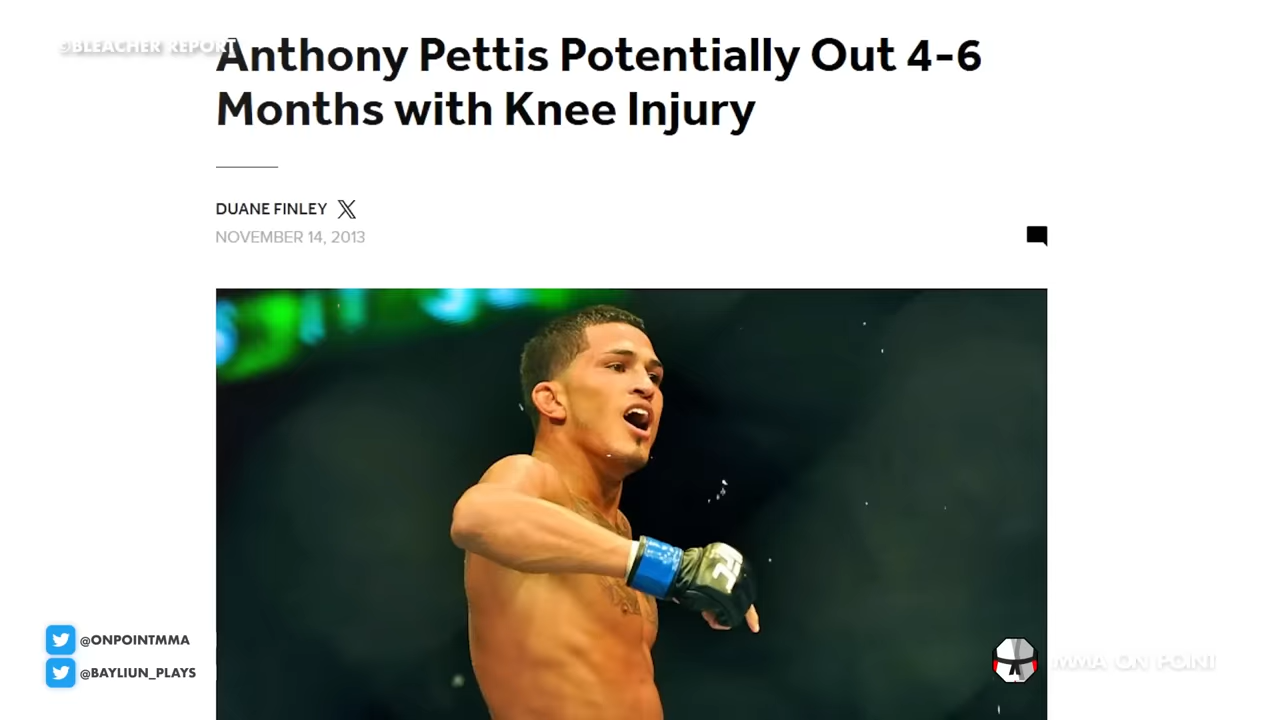 ©BLEACHER REPORT
Anthony Pettis Potentially Out 4-6
Months with Knee Injury
DUANE FINLEY
NOVEMBER 14, 2013
@ONPOINTMMA
@BAYLIUN_PLAYS
MMA ON POINT